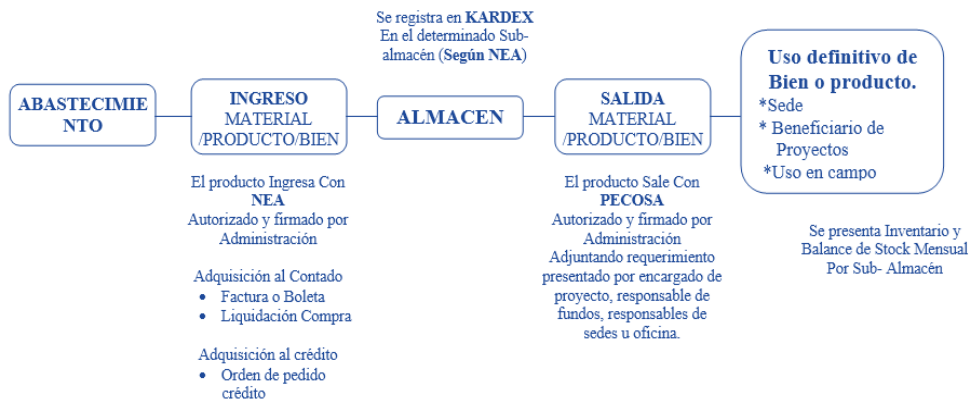 Se registra en KARDEX
En el determinado Sub-
almacén (Según NEA)
ABASTECIMIE
NTO
INGRESO
MATERIAL
/PRODUCTO/BIEN
ALMACEN
SALIDA
MATERIAL
/PRODUCTO/BIEN
Uso definitivo de
Bien o producto.
*Sede
* Beneficiario de
Proyectos
*Uso en campo
El producto Ingresa Con
NEA
Autorizado y firmado por
Administración
Adquisición al Contado
• Factura o Boleta
• Liquidación Compra
Adquisición al crédito
• Orden de pedido
crédito
El producto Sale Con
PECOSA
Autorizado y firmado por
Administración
Adjuntando requerimiento
presentado por encargado de
proyecto, responsable de
fundos, responsables de
sedes u oficina.
Se presenta Inventario y
Balance de Stock Mensual
Por Sub- Almacén